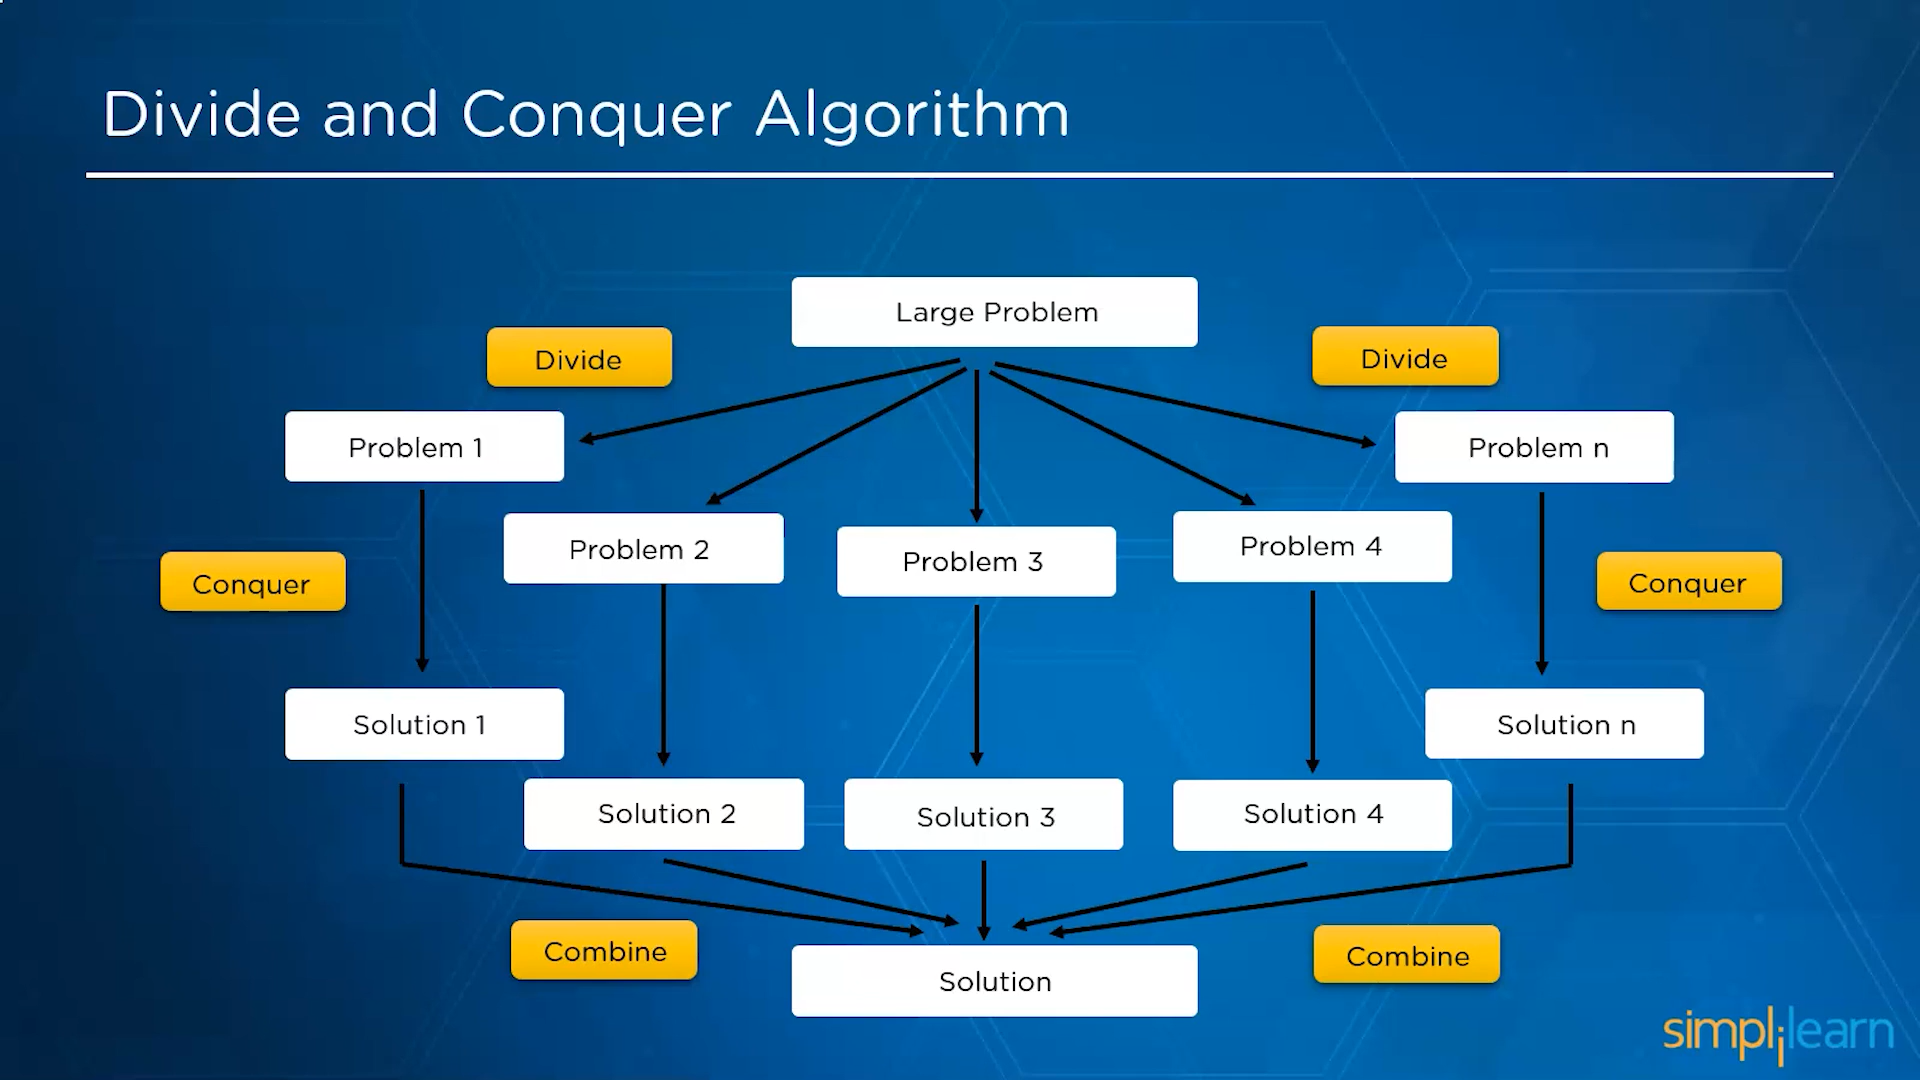 Divide and Conquer Algorithm
Large Problem
Divide
Divide
Problem 1
Problem n
Problem 2
Problem 3
Problem 4
Conquer
Conquer
Solution 1
Solution n
Solution 2
Solution 3
Solution 4
Combine
Combine
Solution
simplilearn